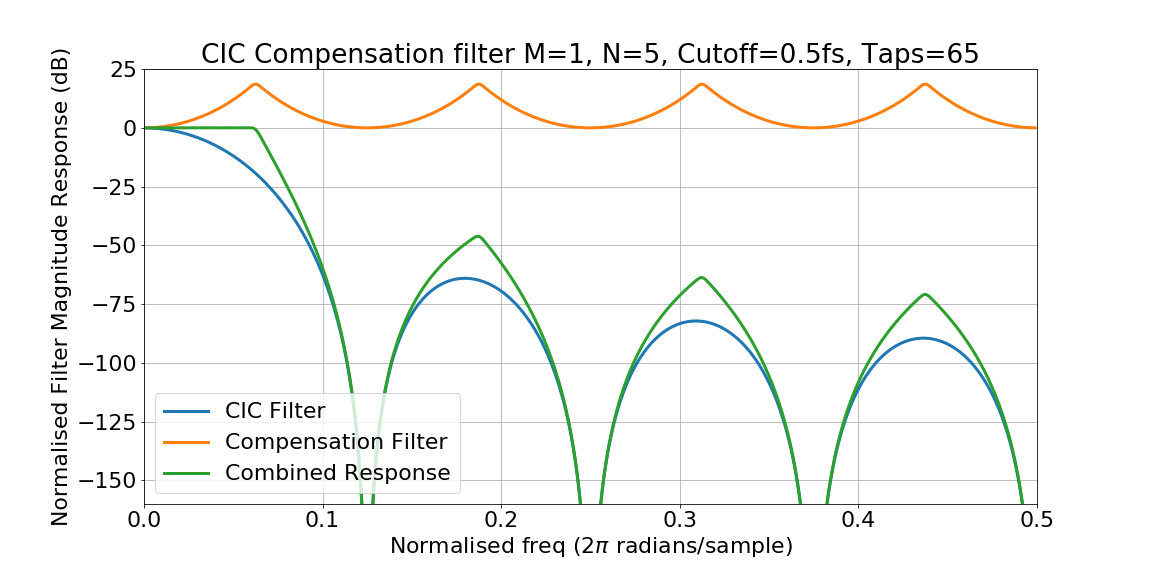 CIC Compensation filter M=1, N=5, Cutoff=0.5fs, Taps=65
Normalised Filter Magnitude Response (dB)
25
0
−25
−50
−75
−100
−125
−150
CIC Filter
Compensation Filter
Combined Response
0.0 0.1 0.2 0.3 0.4 0.5
Normalised freq (2π radians/sample)